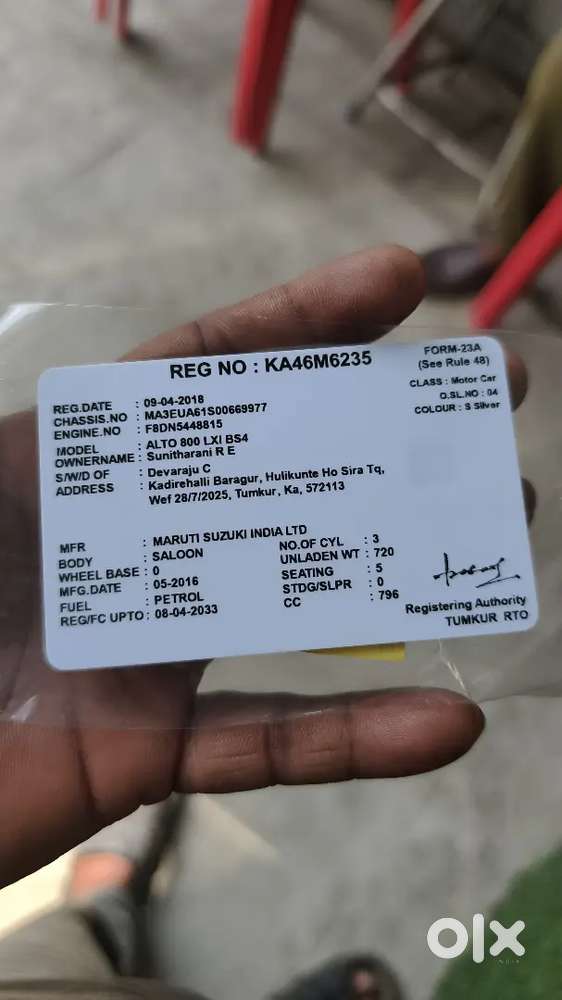 REG NO : KA46M6235
FORM-23A
(See Rule 48)
REG.DATE : 09-04-2018
CLASS : Motor Car
CHASSIS.NO : MA3EUA61S00669977
O.SL.NO : 04
ENGINE.NO : F8DN5448815
COLOUR : S Silver
MODEL : ALTO 800 LXI BS4
OWNERNAME : Sunitharani R E
S/W/D OF : Devaraju C
ADDRESS : Kadirehalli Baragur, Hulikunte Ho Sira Tq,
Wef 28/7/2025, Tumkur, Ka, 572113
MFR : MARUTI SUZUKI INDIA LTD
BODY : SALOON
NO.OF CYL : 3
WHEEL BASE : 0
UNLADEN WT : 720
MFG.DATE : 05-2016
SEATING : 5
FUEL : PETROL
STDG/SLPR : 0
REG/FC UPTO : 08-04-2033
CC : 796
Registering Authority
TUMKUR RTO
olx
INDIA